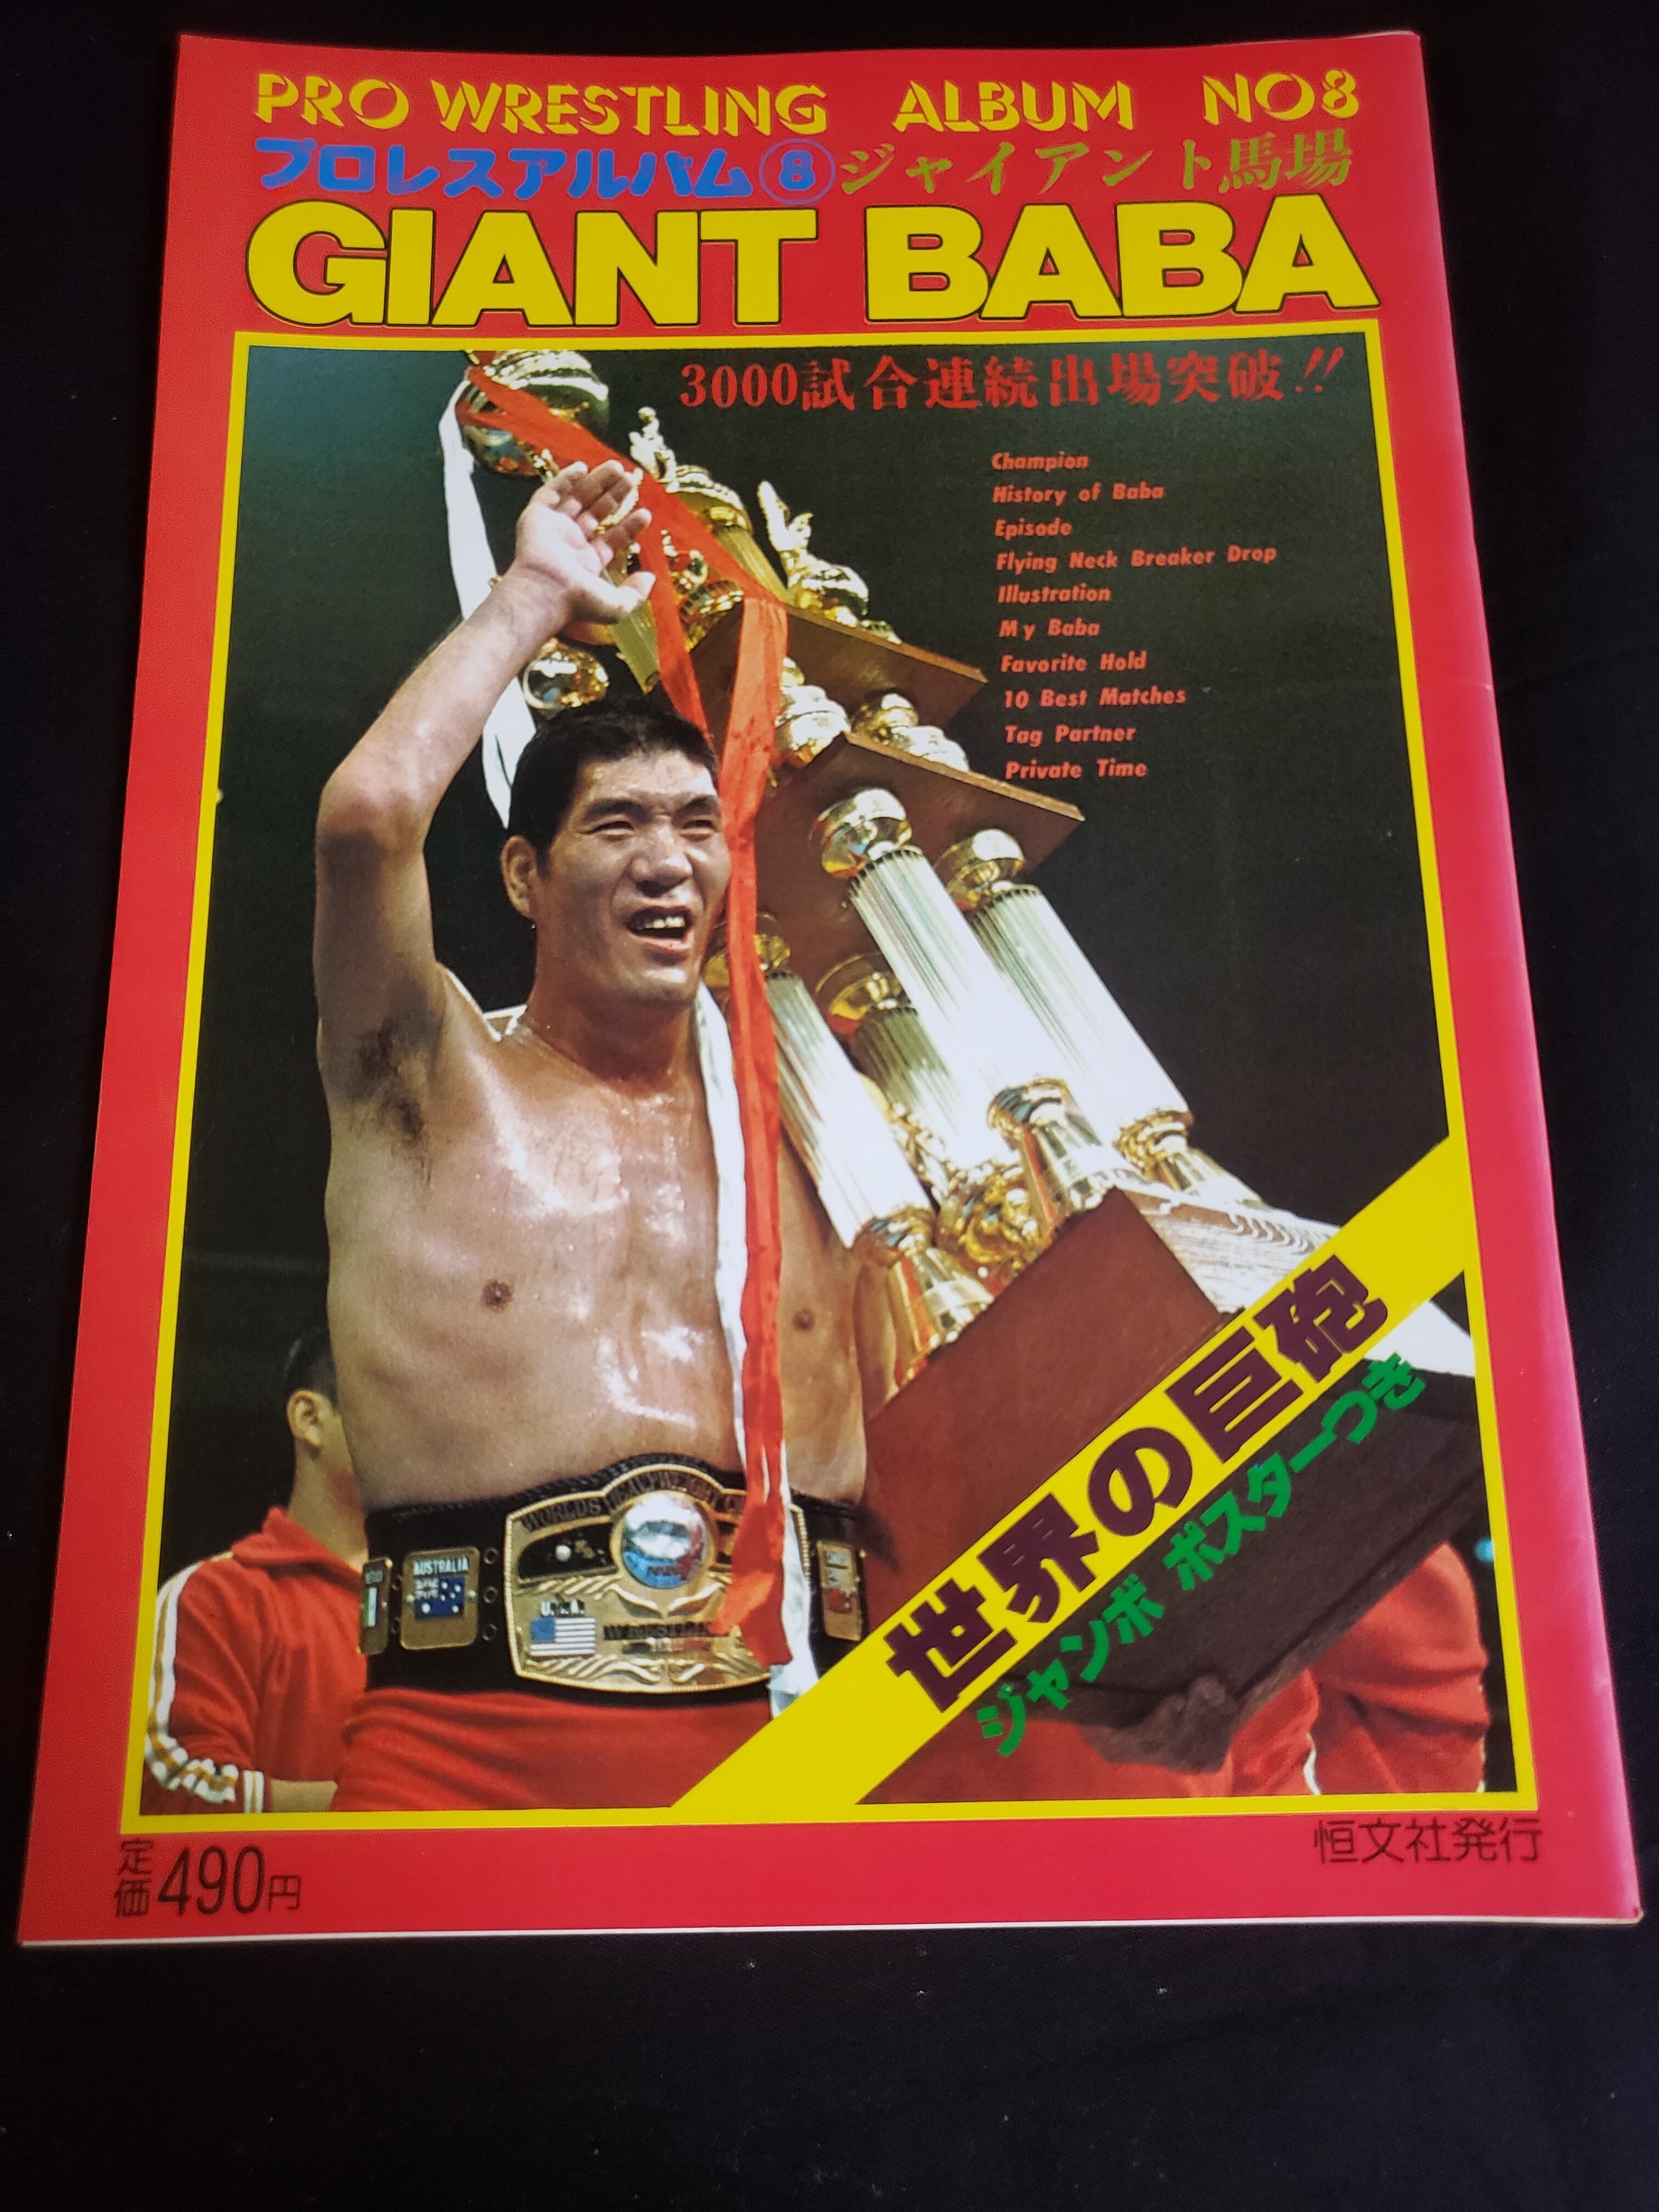 PRO WRESTLING ALBUM NO8
プロレスアルバム⑧ジャイアント馬場
GIANT BABA
3000試合連続出場突破!!
Champion
History of Baba
Episode
Flying Neck Breaker Drop
Illustration
My Baba
Favorite Hold
10 Best Matches
Tag Partner
Private Time
AUSTRALIA
U.S.A.
世界の巨砲
ジャンボ ポスターつき
定価490円
恒文社発行